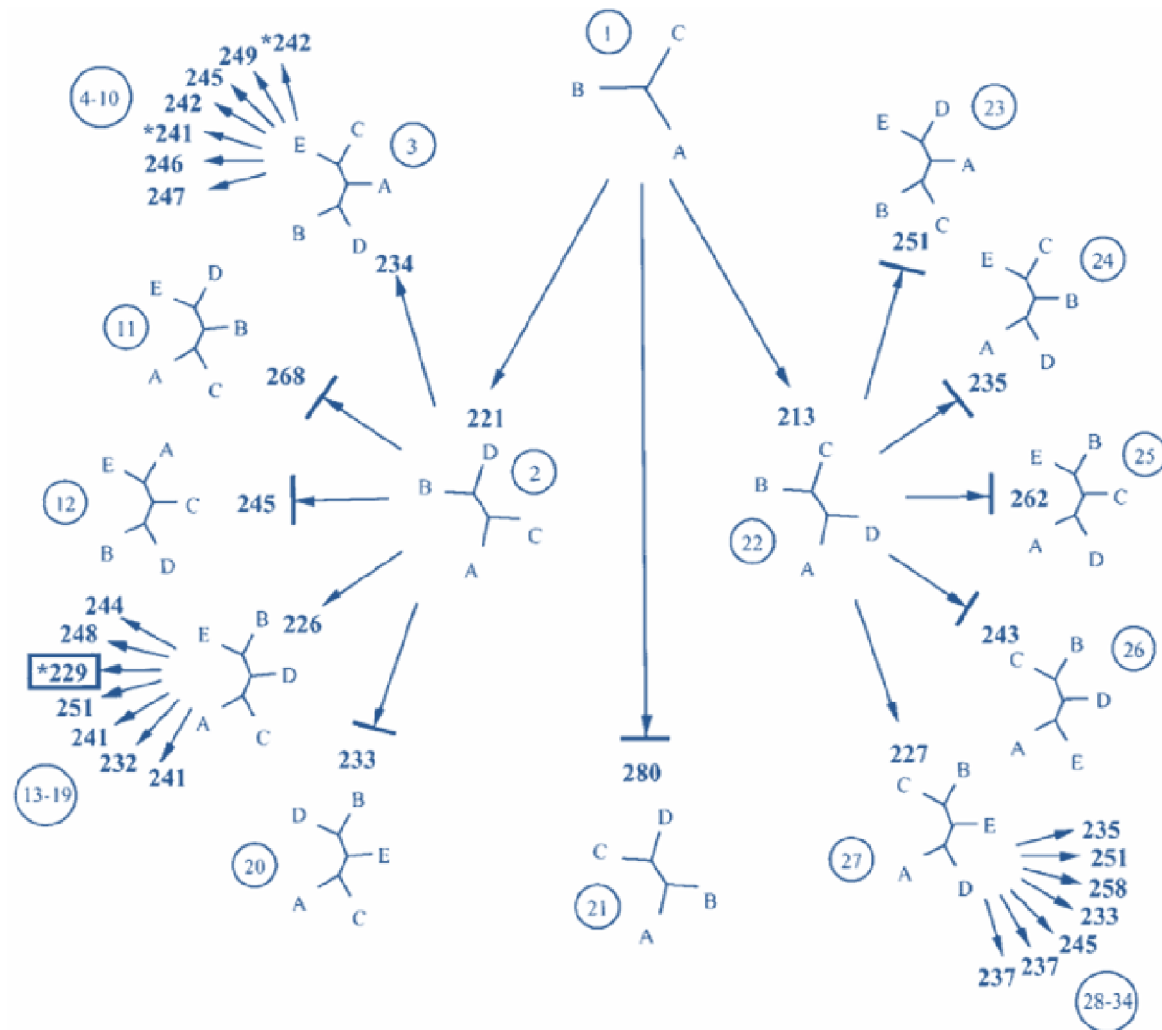 1
C
B
A
*242
249
245
242
*241
246
247
4-10
E
C
3
A
B
D
234
E
D
11
B
A
C
268
E
A
12
C
B
D
245
221
D
B
2
C
A
244
248
*229
251
241
232
241
13-19
226
E
B
D
A
C
233
B
D
20
E
A
C
280
D
C
21
B
A
213
C
B
22
D
A
23
D
E
A
B
C
251
24
C
E
B
A
D
235
25
B
E
262
C
A
D
243
B
26
C
D
A
E
227
B
C
E
27
A
D
235
251
258
233
245
237
237
28-34